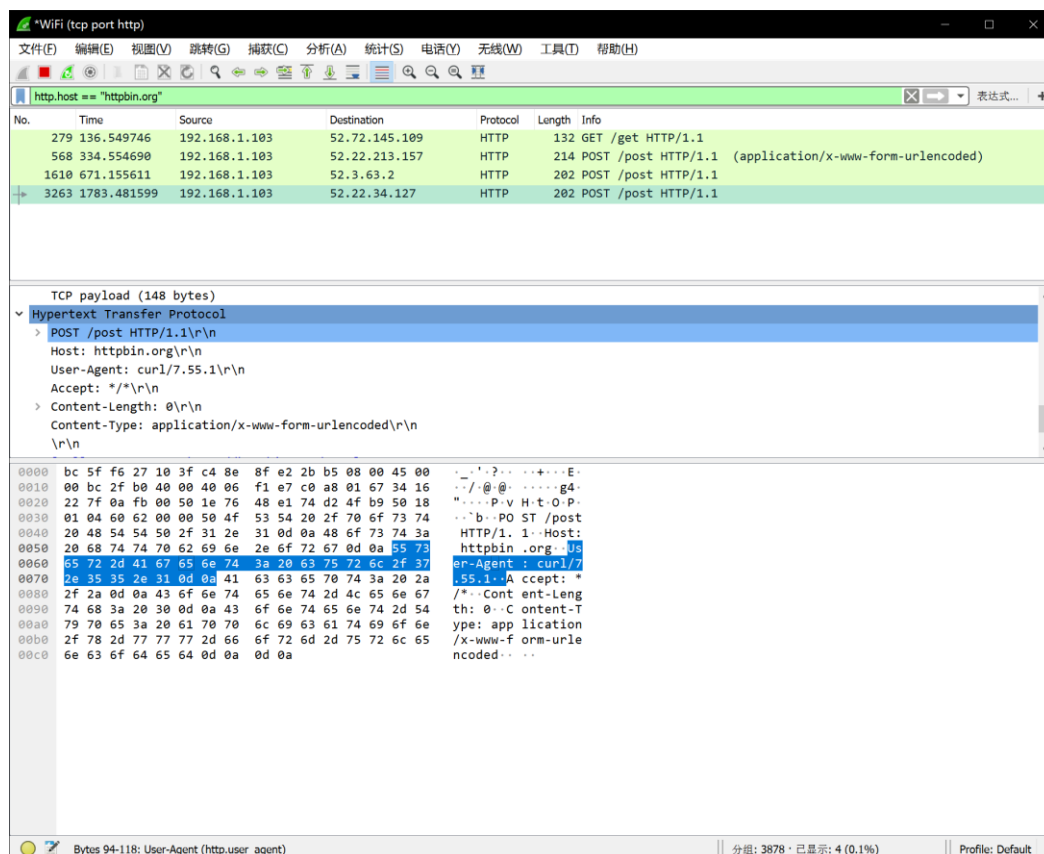 *WiFi (tcp port http)
文件(F) 编辑(E) 视图(V) 跳转(G) 捕获(C) 分析(A) 统计(S) 电话(Y) 无线(W) 工具(T) 帮助(H)
http.host == "httpbin.org" 表达式… +
No. Time Source Destination Protocol Length Info
279 136.549746 192.168.1.103 52.72.145.109 HTTP 132 GET /get HTTP/1.1
568 334.554690 192.168.1.103 52.22.213.157 HTTP 214 POST /post HTTP/1.1 (application/x-www-form-urlencoded)
1610 671.155611 192.168.1.103 52.3.63.2 HTTP 202 POST /post HTTP/1.1
3263 1783.481599 192.168.1.103 52.22.34.127 HTTP 202 POST /post HTTP/1.1
TCP payload (148 bytes)
Hypertext Transfer Protocol
POST /post HTTP/1.1\r\n
Host: httpbin.org\r\n
User-Agent: curl/7.55.1\r\n
Accept: */*\r\n
Content-Length: 0\r\n
Content-Type: application/x-www-form-urlencoded\r\n
\r\n
0000 bc 5f f6 27 10 3f c4 8e 8f e2 2b b5 08 00 45 00 ·_·'·?·· ··+···E·
0010 00 bc 2f b0 40 00 40 06 f1 e7 c0 a8 01 67 34 16 ··/·@·@· ·····g4·
0020 22 7f 0a fb 00 50 1e 76 48 e1 74 d2 4f b9 50 18 "····P·v H·t·O·P·
0030 01 04 60 62 00 00 50 4f 53 54 20 2f 70 6f 73 74 ··`b··PO ST /post
0040 20 48 54 54 50 2f 31 2e 31 0d 0a 48 6f 73 74 3a HTTP/1. 1··Host:
0050 20 68 74 74 70 62 69 6e 2e 6f 72 67 0d 0a 55 73 httpbin .org··Us
0060 65 72 2d 41 67 65 6e 74 3a 20 63 75 72 6c 2f 37 er-Agent : curl/7
0070 2e 35 35 2e 31 0d 0a 41 63 63 65 70 74 3a 20 2a .55.1··A ccept: *
0080 2f 2a 0d 0a 43 6f 6e 74 65 6e 74 2d 4c 65 6e 67 /*··Cont ent-Leng
0090 74 68 3a 20 30 0d 0a 43 6f 6e 74 65 6e 74 2d 54 th: 0··C ontent-T
00a0 79 70 65 3a 20 61 70 70 6c 69 63 61 74 69 6f 6e ype: app lication
00b0 2f 78 2d 77 77 77 2d 66 6f 72 6d 2d 75 72 6c 65 /x-www-f orm-urle
00c0 6e 63 6f 64 65 64 0d 0a 0d 0a ncoded·· ··
Bytes 94-118: User-Agent (http.user_agent) 分组: 3878 · 已显示: 4 (0.1%) Profile: Default